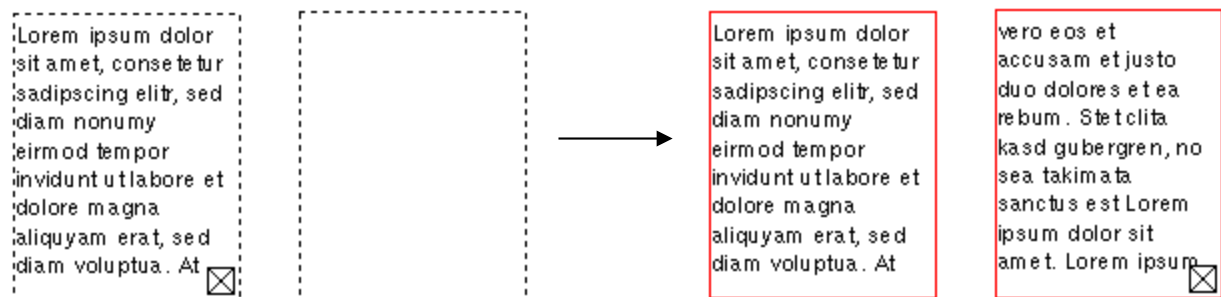 Lorem ipsum dolor
sit amet, consetetur
sadipscing elitr, sed
diam nonumy
eirmod tempor
invidunt ut labore et
dolore magna
aliquyam erat, sed
diam voluptua. At
Lorem ipsum dolor
sit amet, consetetur
sadipscing elitr, sed
diam nonumy
eirmod tempor
invidunt ut labore et
dolore magna
aliquyam erat, sed
diam voluptua. At
vero eos et
accusam et justo
duo dolores et ea
rebum. Stet clita
kasd gubergren, no
sea takimata
sanctus est Lorem
ipsum dolor sit
amet. Lorem ipsum